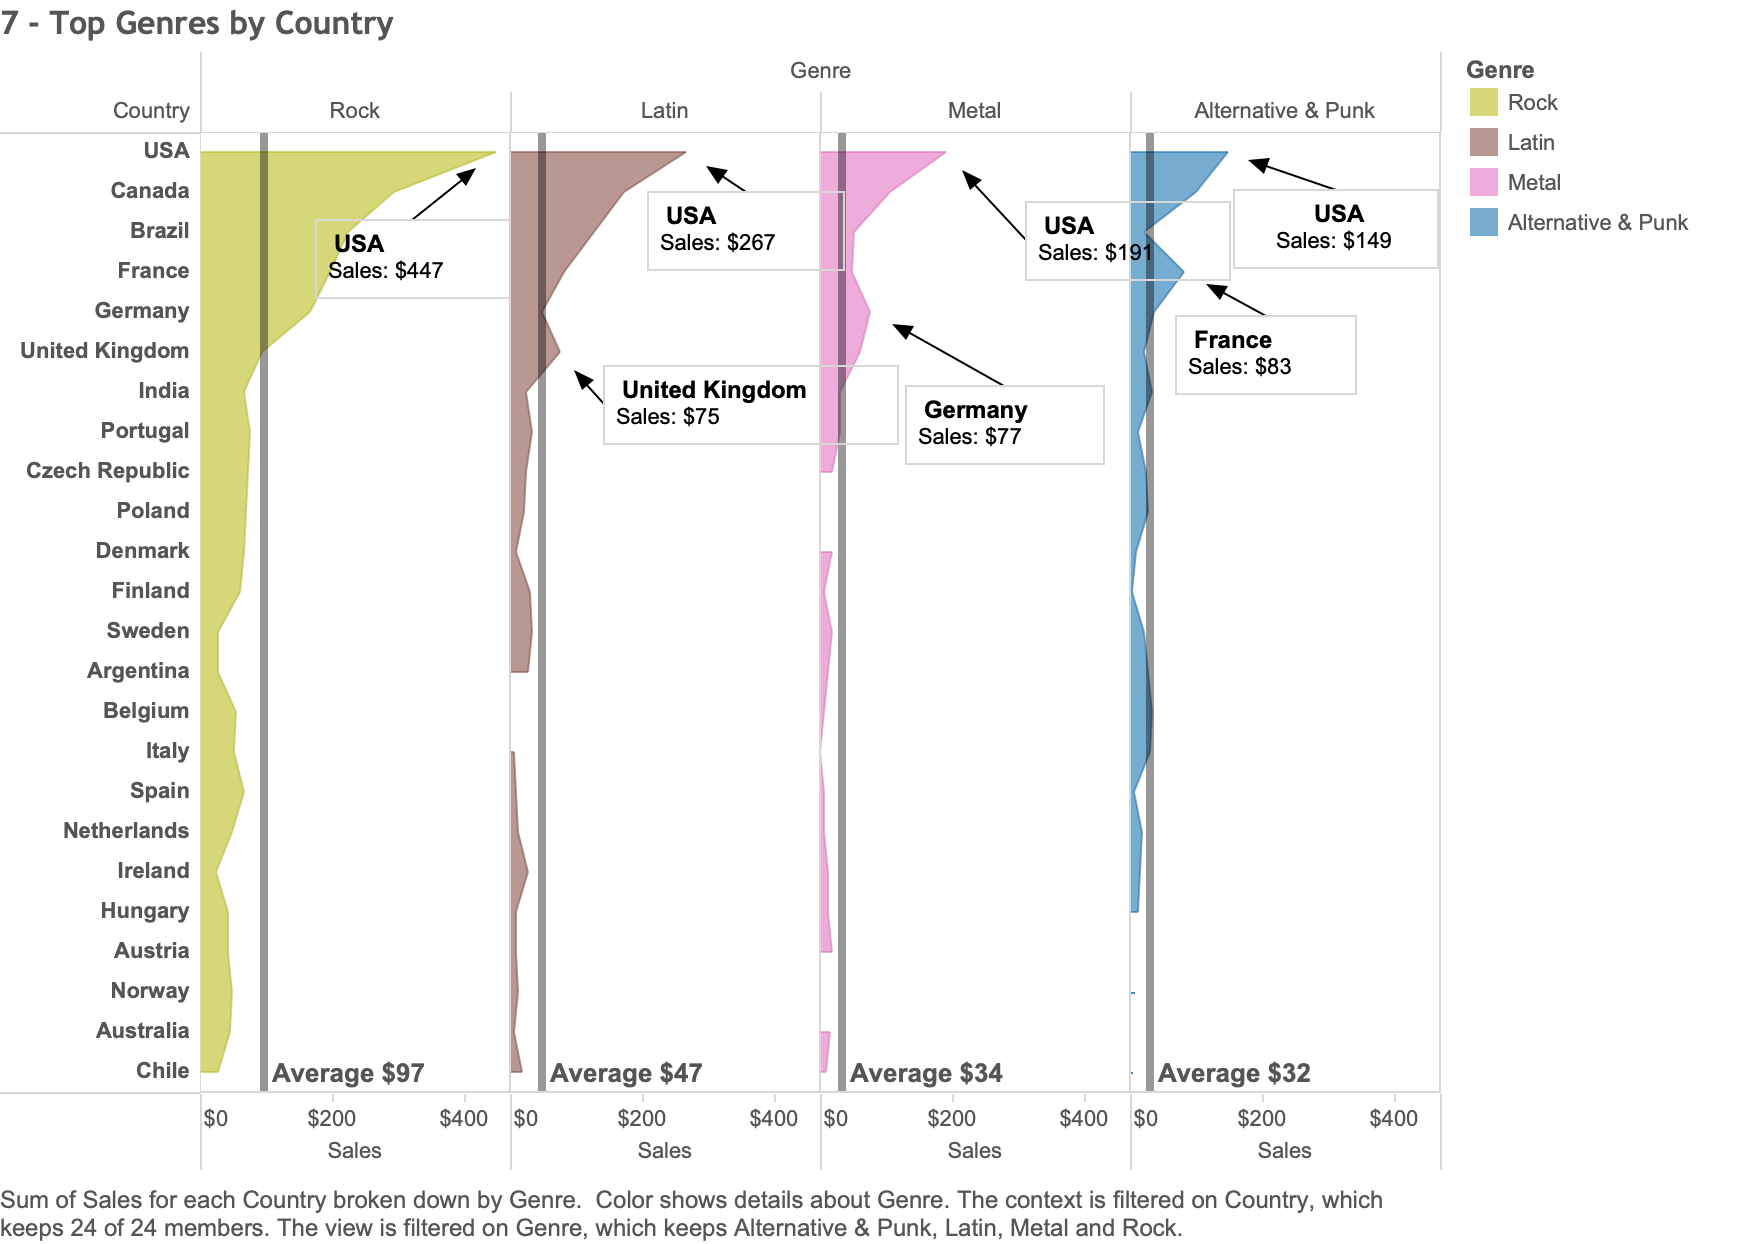 7 - Top Genres by Country
Genre
Country Rock Latin Metal Alternative & Punk
Genre
Rock
Latin
Metal
Alternative & Punk
USA
Canada
Brazil
France
Germany
United Kingdom
India
Portugal
Czech Republic
Poland
Denmark
Finland
Sweden
Argentina
Belgium
Italy
Spain
Netherlands
Ireland
Hungary
Austria
Norway
Australia
Chile
USA
Sales: $447
USA
Sales: $267
United Kingdom
Sales: $75
USA
Sales: $191
Germany
Sales: $77
USA
Sales: $149
France
Sales: $83
Average $97 Average $47 Average $34 Average $32
$0 $200 $400 $0 $200 $400 $0 $200 $400 $0 $200 $400
Sales Sales Sales Sales
Sum of Sales for each Country broken down by Genre.  Color shows details about Genre. The context is filtered on Country, which
keeps 24 of 24 members. The view is filtered on Genre, which keeps Alternative & Punk, Latin, Metal and Rock.